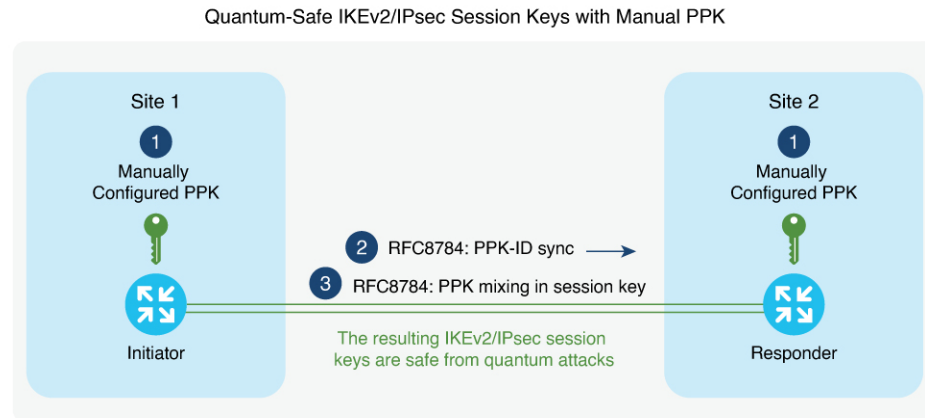 Quantum-Safe IKEv2/IPsec Session Keys with Manual PPK
Site 1
1
Manually
Configured PPK
Initiator
2 RFC8784: PPK-ID sync
3 RFC8784: PPK mixing in session key
The resulting IKEv2/IPsec session
keys are safe from quantum attacks
Site 2
1
Manually
Configured PPK
Responder